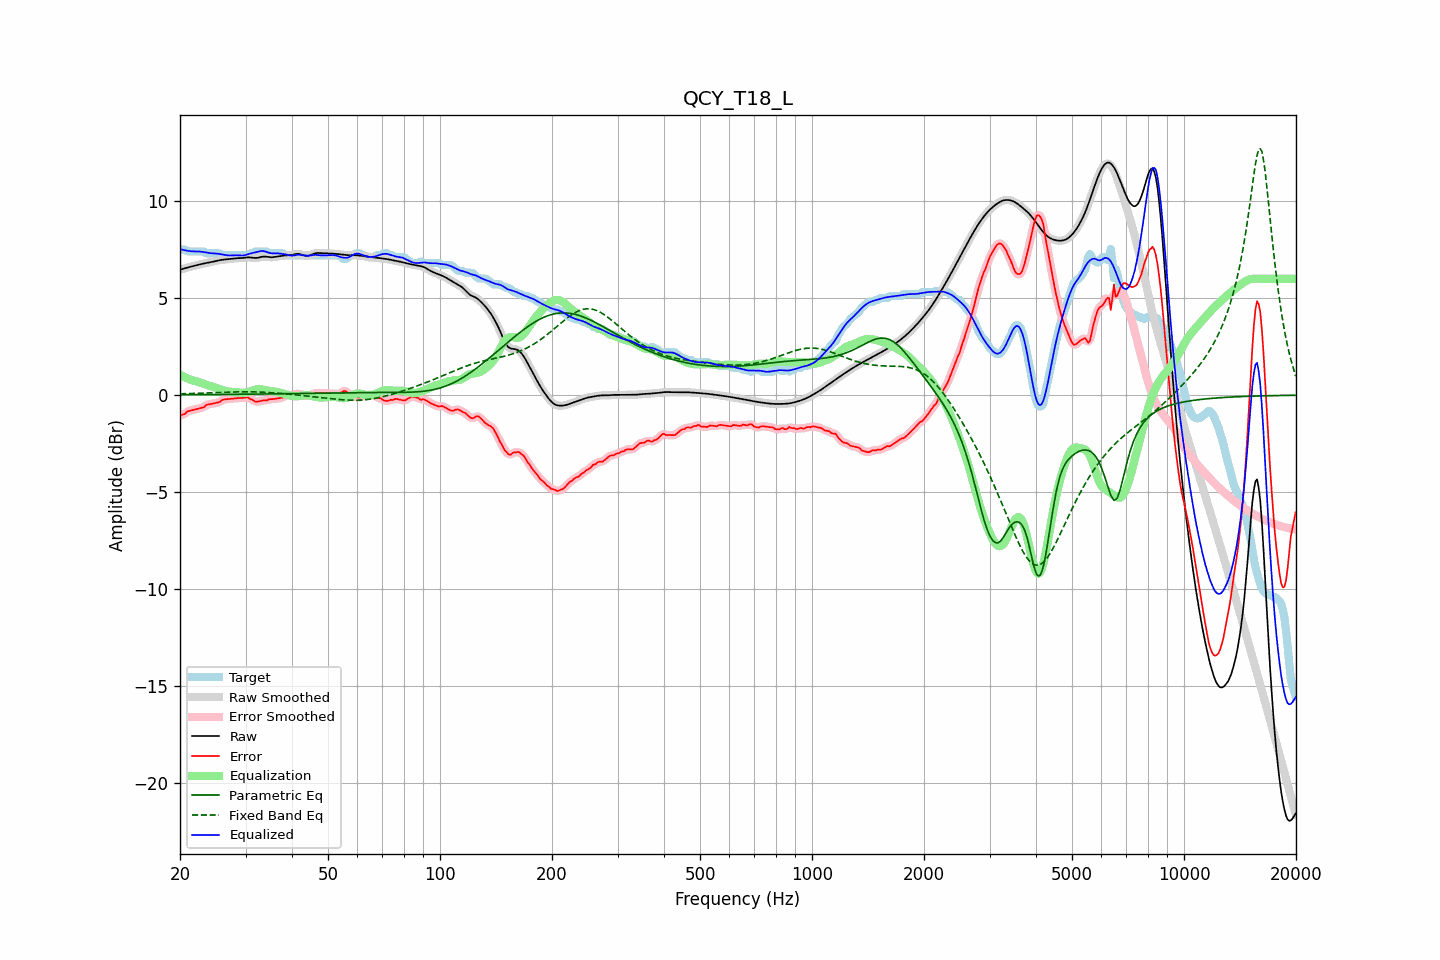 QCY_T18_L
Amplitude (dBr)
10
5
0
−5
−10
−15
−20
Target
Raw Smoothed
Error Smoothed
Raw
Error
Equalization
Parametric Eq
Fixed Band Eq
Equalized
20 50 100 200 500 1000 2000 5000 10000 20000
Frequency (Hz)